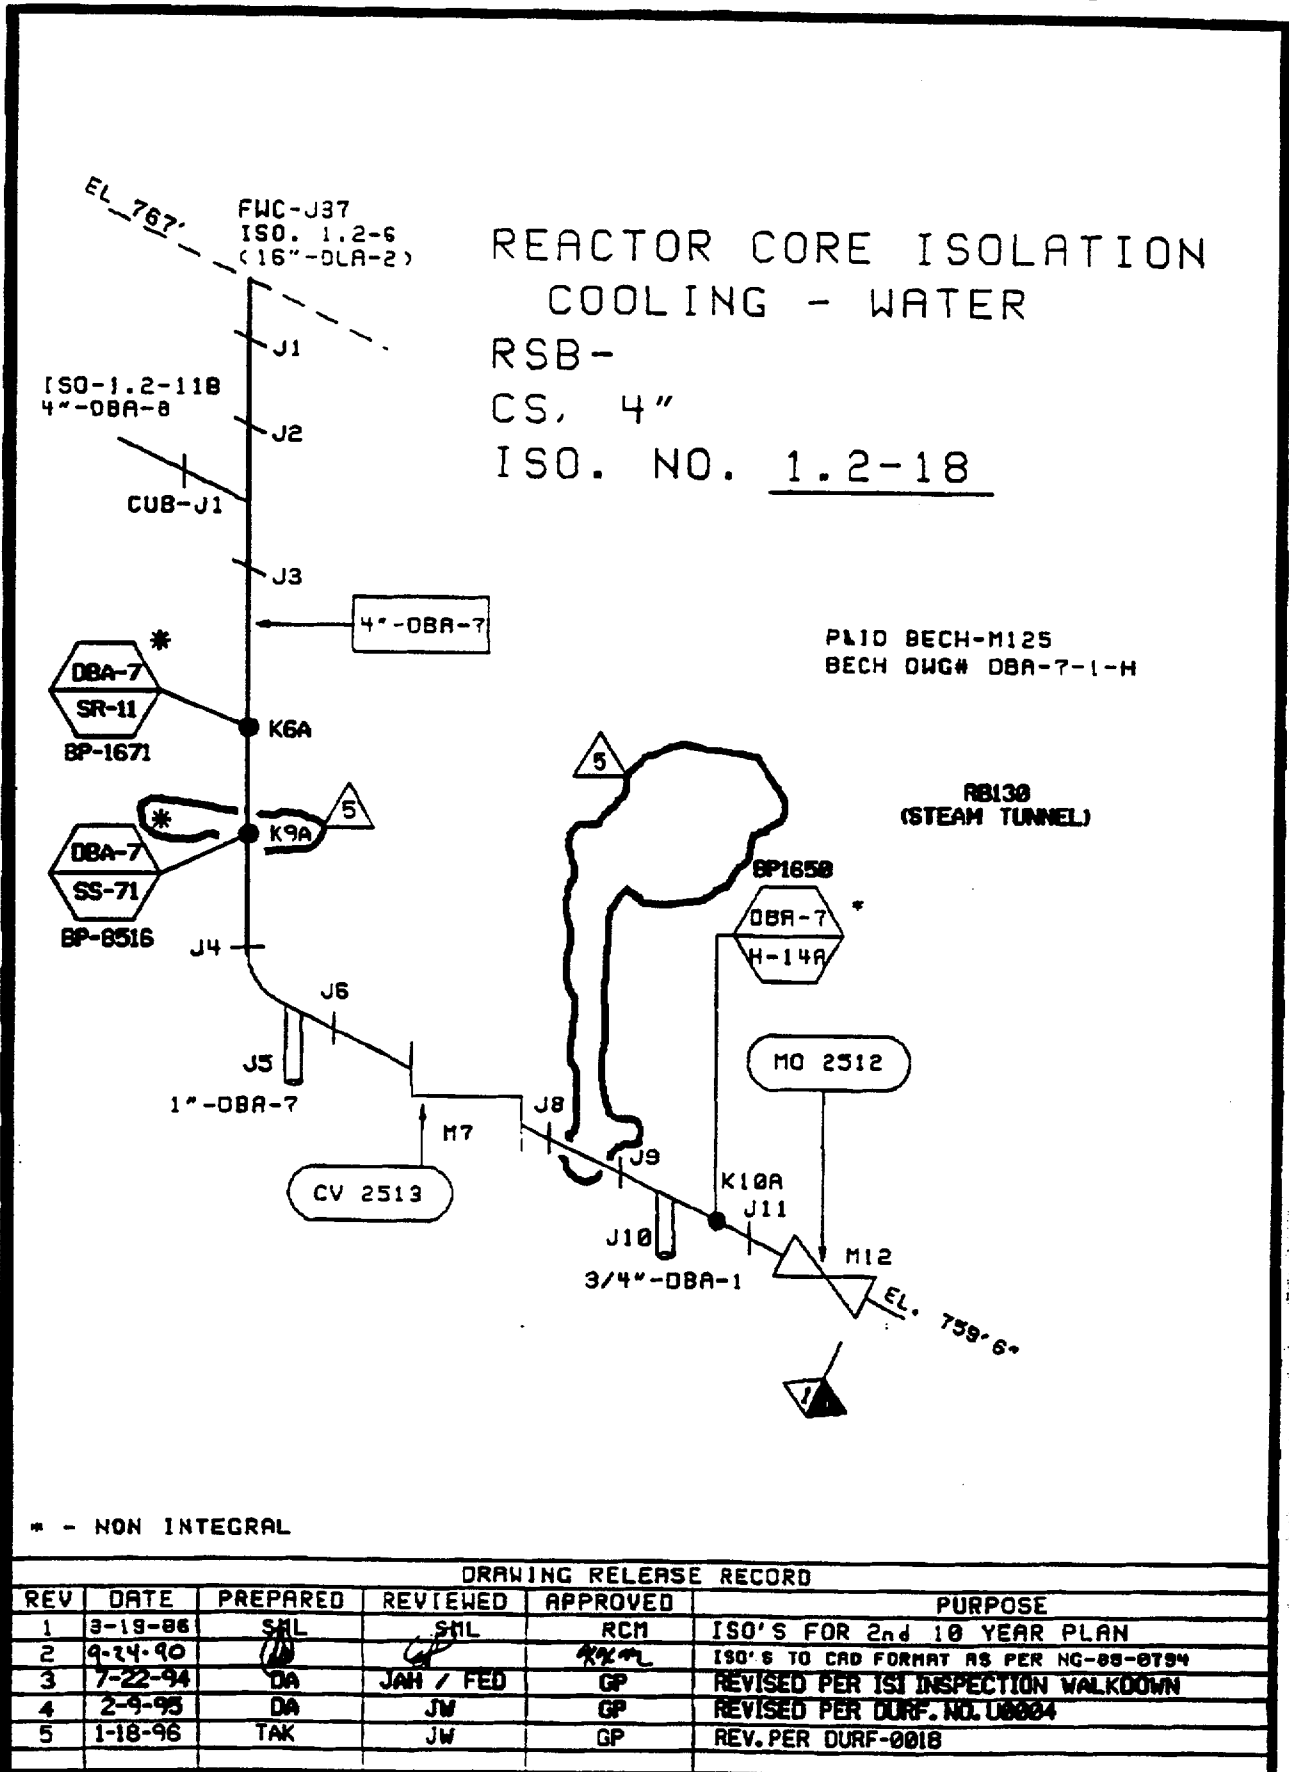 EL 767'
FWC-J37
ISO. 1.2-6
(16"-DLA-2)
REACTOR CORE ISOLATION
COOLING - WATER
RSB-
CS, 4"
ISO. NO. 1.2-18
J1
ISO-1.2-11B
4"-DBA-8
J2
CUB-J1
J3
4"-DBA-7
P&ID BECH-M125
BECH DWG# DBA-7-1-H
*
DBA-7
SR-11
BP-1671
K6A
5
5
RB130
(STEAM TUNNEL)
*
K9A
DBA-7
SS-71
BP-8516
BP1650
DBA-7 *
H-14A
J4
J6
J5
1"-DBA-7
MO 2512
J8
M7
J9
CV 2513
K10A
J11
J10
M12
3/4"-DBA-1
EL. 759'6"
1
* - NON INTEGRAL
DRAWING RELEASE RECORD
REV DATE PREPARED REVIEWED APPROVED PURPOSE
1 3-19-86 SML SML RCM ISO'S FOR 2nd 10 YEAR PLAN
2 9-24-90 ISO'S TO CAD FORMAT AS PER NG-88-0794
3 7-22-94 DA JAH / FED GP REVISED PER ISI INSPECTION WALKDOWN
4 2-9-95 DA JW GP REVISED PER DURF. NO. U0004
5 1-18-96 TAK JW GP REV. PER DURF-0018